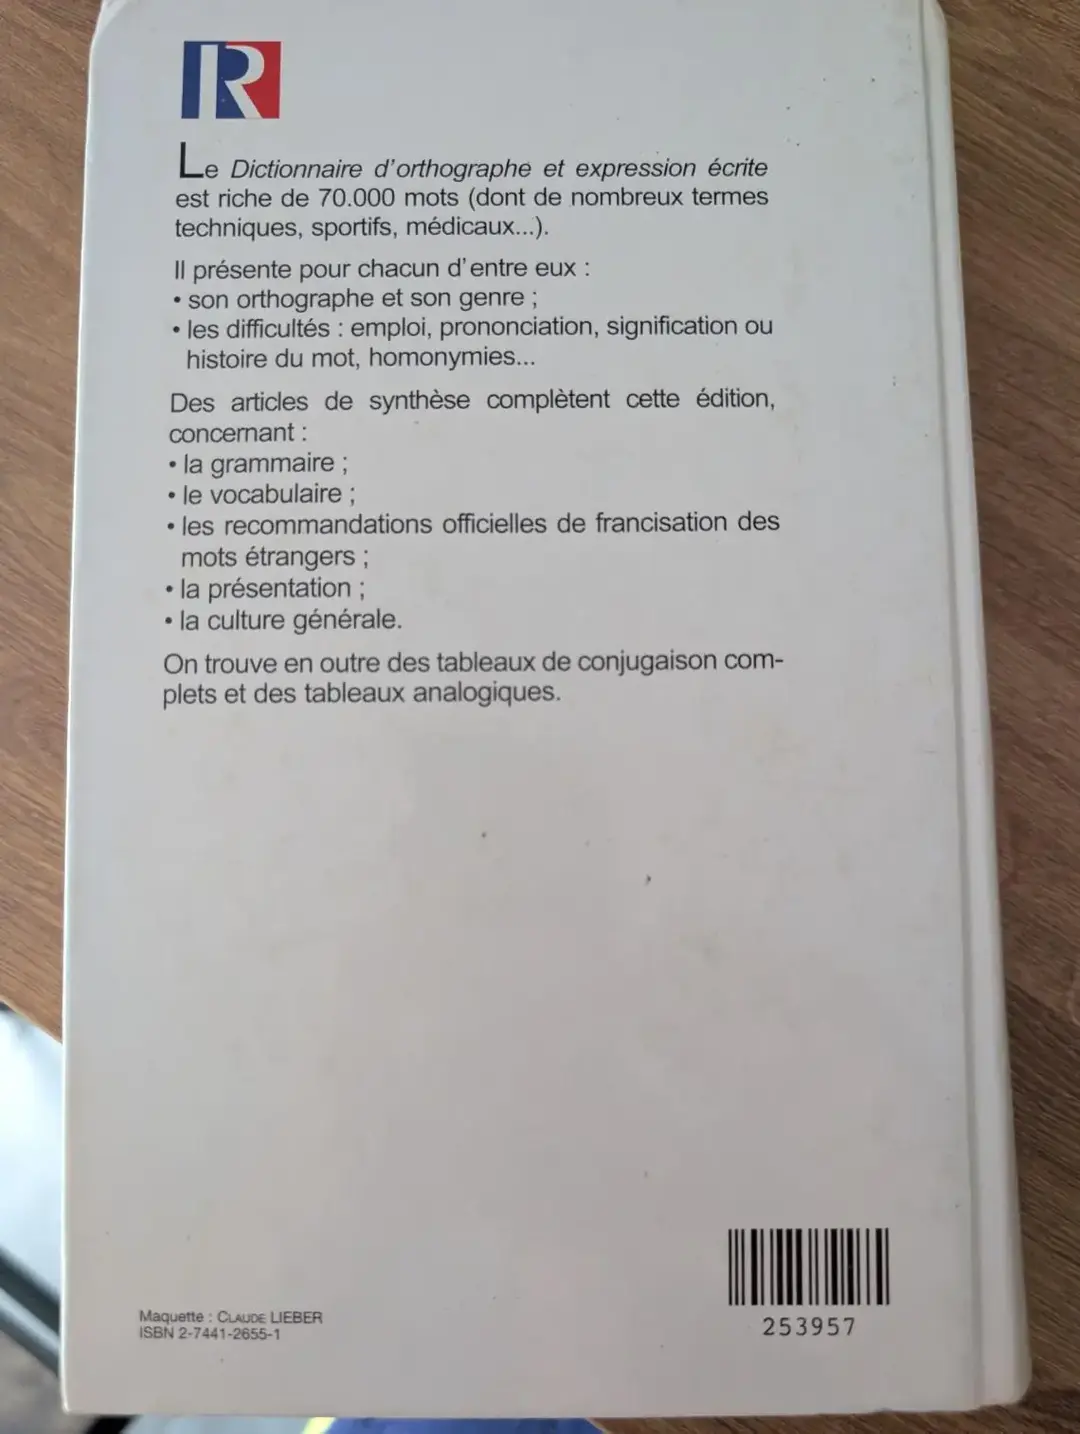 R
Le Dictionnaire d'orthographe et expression écrite
est riche de 70.000 mots (dont de nombreux termes
techniques, sportifs, médicaux...).
Il présente pour chacun d'entre eux :
• son orthographe et son genre ;
• les difficultés : emploi, prononciation, signification ou
histoire du mot, homonymies...
Des articles de synthèse complètent cette édition,
concernant :
• la grammaire ;
• le vocabulaire ;
• les recommandations officielles de francisation des
mots étrangers ;
• la présentation ;
• la culture générale.
On trouve en outre des tableaux de conjugaison com-
plets et des tableaux analogiques.
Maquette : CLAUDE LIEBER
ISBN 2-7441-2655-1
253957